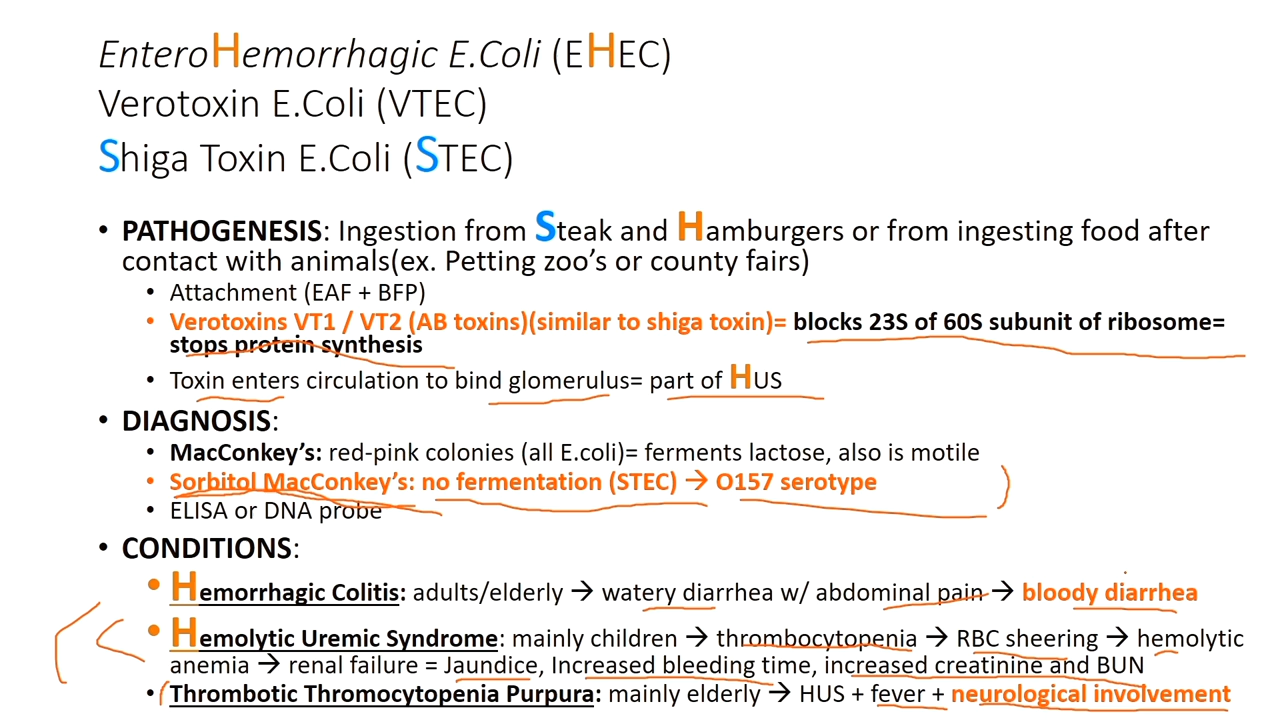 EnteroHemorrhagic E.Coli (EHEC)
Verotoxin E.Coli (VTEC)
Shiga Toxin E.Coli (STEC)
• PATHOGENESIS: Ingestion from Steak and Hamburgers or from ingesting food after
contact with animals(ex. Petting zoo's or county fairs)
• Attachment (EAF + BFP)
• Verotoxins VT1 / VT2 (AB toxins)(similar to shiga toxin)= blocks 23S of 60S subunit of ribosome=
stops protein synthesis
• Toxin enters circulation to bind glomerulus= part of HUS
• DIAGNOSIS:
• MacConkey's: red-pink colonies (all E.coli)= ferments lactose, also is motile
• Sorbitol MacConkey's: no fermentation (STEC) → O157 serotype
• ELISA or DNA probe
• CONDITIONS:
• Hemorrhagic Colitis: adults/elderly → watery diarrhea w/ abdominal pain → bloody diarrhea
• Hemolytic Uremic Syndrome: mainly children → thrombocytopenia → RBC sheering → hemolytic
anemia → renal failure = Jaundice, Increased bleeding time, increased creatinine and BUN
• Thrombotic Thromocytopenia Purpura: mainly elderly → HUS + fever + neurological involvement